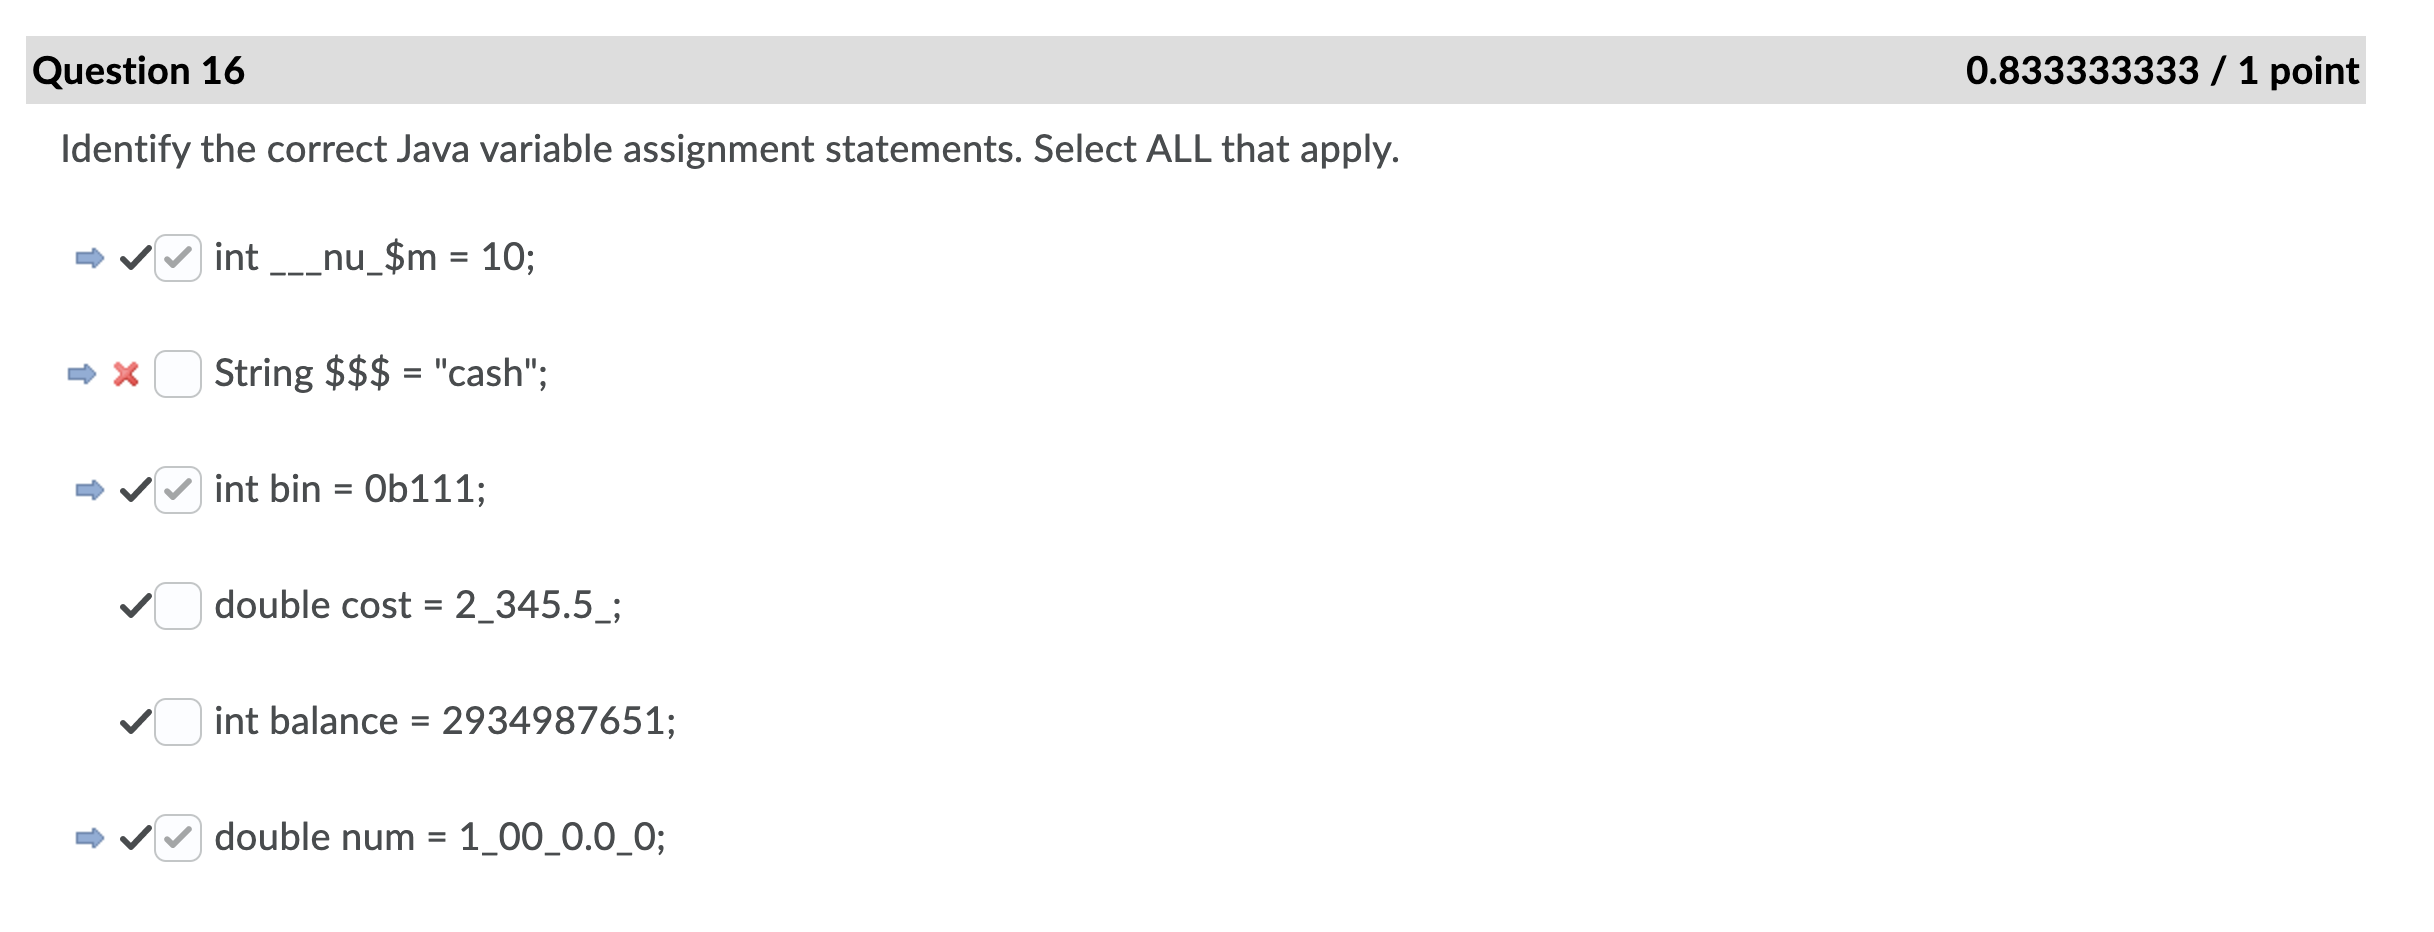 Question 16 0.833333333 / 1 point
Identify the correct Java variable assignment statements. Select ALL that apply.
int ___nu_$m = 10;
String $$$ = "cash";
int bin = 0b111;
double cost = 2_345.5_;
int balance = 2934987651;
double num = 1_00_0.0_0;